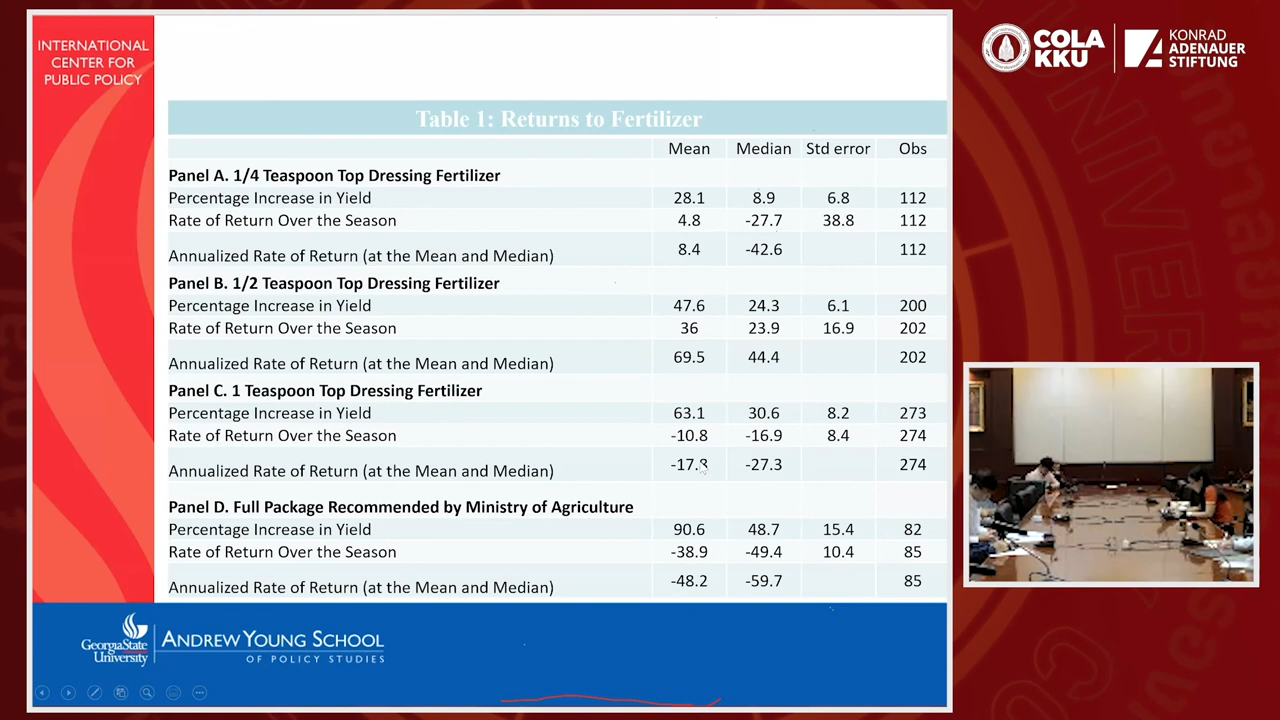 INTERNATIONAL
CENTER FOR
PUBLIC POLICY
COLA
KKU
KONRAD
ADENAUER
STIFTUNG
Table 1: Returns to Fertilizer
Mean Median Std error Obs
Panel A. 1/4 Teaspoon Top Dressing Fertilizer
Percentage Increase in Yield 28.1 8.9 6.8 112
Rate of Return Over the Season 4.8 -27.7 38.8 112
Annualized Rate of Return (at the Mean and Median) 8.4 -42.6 112
Panel B. 1/2 Teaspoon Top Dressing Fertilizer
Percentage Increase in Yield 47.6 24.3 6.1 200
Rate of Return Over the Season 36 23.9 16.9 202
Annualized Rate of Return (at the Mean and Median) 69.5 44.4 202
Panel C. 1 Teaspoon Top Dressing Fertilizer
Percentage Increase in Yield 63.1 30.6 8.2 273
Rate of Return Over the Season -10.8 -16.9 8.4 274
Annualized Rate of Return (at the Mean and Median) -17.8 -27.3 274
Panel D. Full Package Recommended by Ministry of Agriculture
Percentage Increase in Yield 90.6 48.7 15.4 82
Rate of Return Over the Season -38.9 -49.4 10.4 85
Annualized Rate of Return (at the Mean and Median) -48.2 -59.7 85
GeorgiaState
University
ANDREW YOUNG SCHOOL
OF POLICY STUDIES